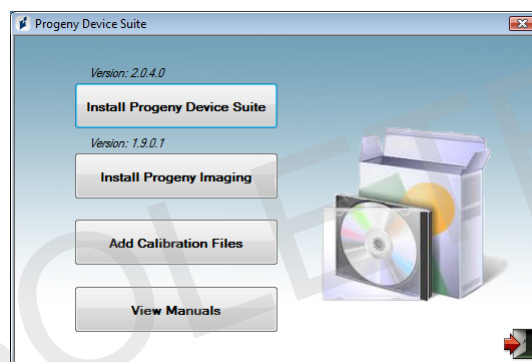 Progeny Device Suite
Version: 2.0.4.0
Install Progeny Device Suite
Version: 1.9.0.1
Install Progeny Imaging
Add Calibration Files
View Manuals